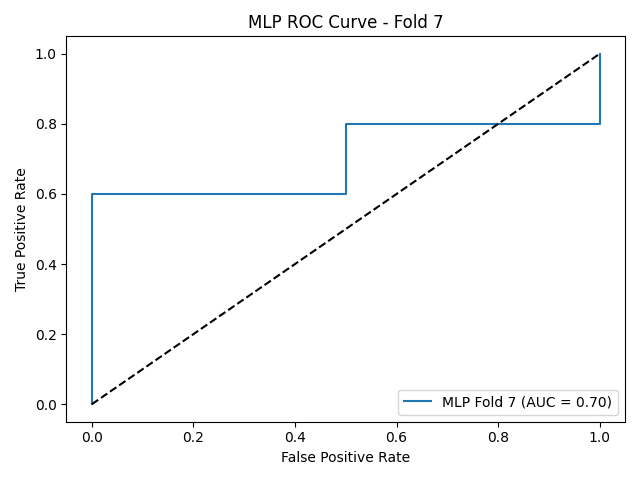 MLP ROC Curve - Fold 7
True Positive Rate
1.0
0.8
0.6
0.4
0.2
0.0
0.0 0.2 0.4 0.6 0.8 1.0
False Positive Rate
MLP Fold 7 (AUC = 0.70)